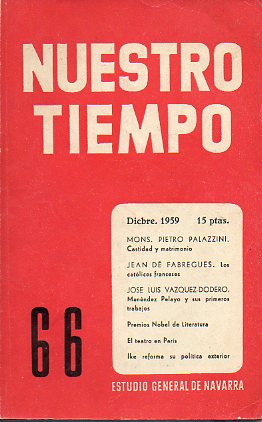 NUESTRO
TIEMPO
Dicbre. 1959 15 ptas.
MONS. PIETRO PALAZZINI.
Castidad y matrimonio
JEAN DE FABREGUES. Los
católicos franceses
JOSE LUIS VAZQUEZ-DODERO.
Menéndez Pelayo y sus primeros
trabajos
Premios Nobel de Literatura
El teatro en París
Ike reforma su política exterior
66
ESTUDIO GENERAL DE NAVARRA